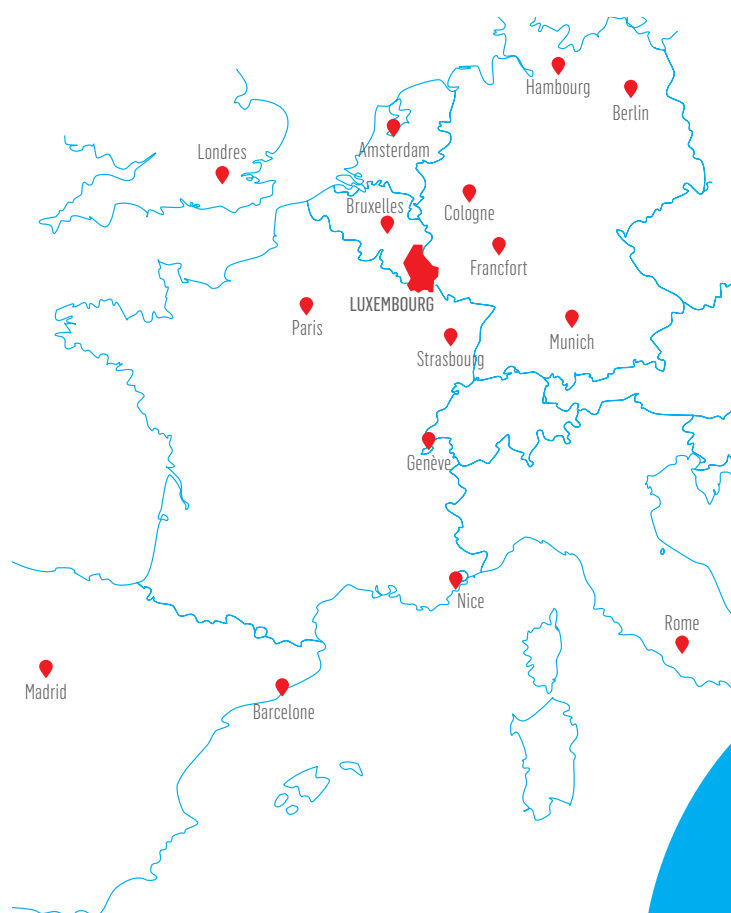 Hambourg
Berlin
Amsterdam
Londres
Cologne
Bruxelles
Francfort
LUXEMBOURG
Paris
Munich
Strasbourg
Genève
Nice
Rome
Madrid
Barcelone